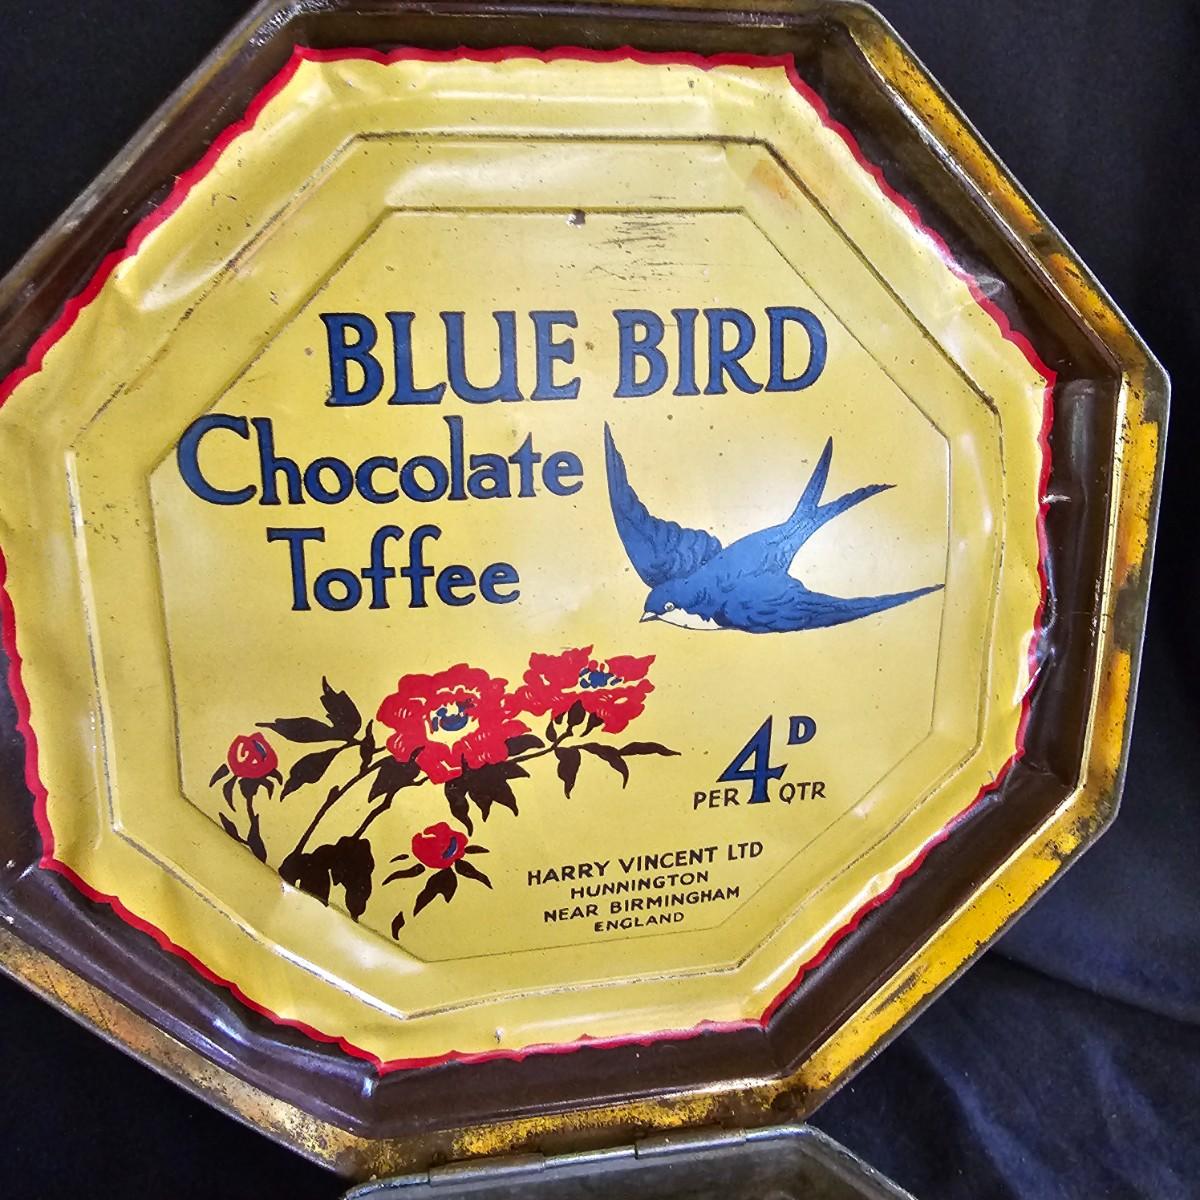 BLUE BIRD
Chocolate
Toffee
4D
PER QTR
HARRY VINCENT LTD
HUNNINGTON
NEAR BIRMINGHAM
ENGLAND